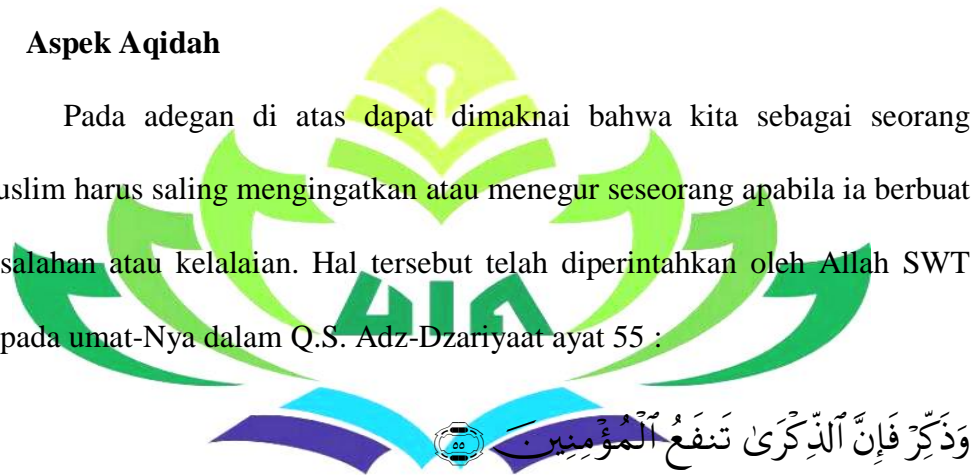 Aspek Aqidah
Pada adegan di atas dapat dimaknai bahwa kita sebagai seorang
uslim harus saling mengingatkan atau menegur seseorang apabila ia berbuat
salahan atau kelalaian. Hal tersebut telah diperintahkan oleh Allah SWT
pada umat-Nya dalam Q.S. Adz-Dzariyaat ayat 55 :
وَذَكِّرْ فَإِنَّ ٱلذِّكْرَىٰ تَنفَعُ ٱلْمُؤْمِنِينَ ۝٥٥